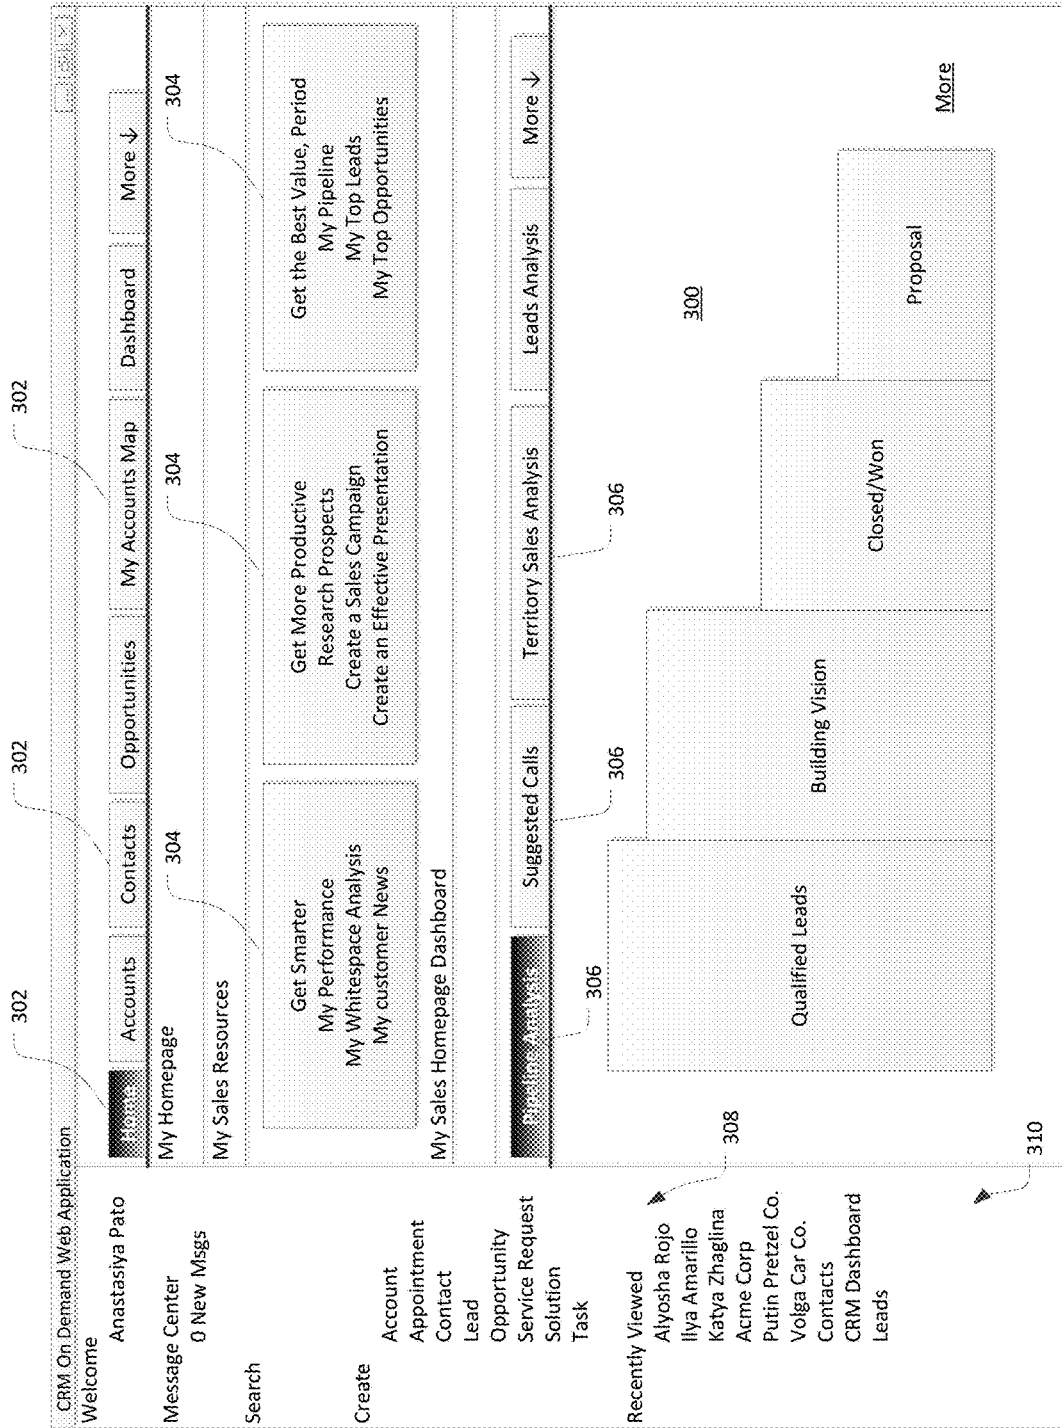 CRM On Demand Web Application
Welcome
Anastasiya Pato
Message Center
0 New Msgs
Search
Create
Account
Appointment
Contact
Lead
Opportunity
Service Request
Solution
Task
Recently Viewed
Alyosha Rojo
Ilya Amarillo
Katya Zhaglina
Acme Corp
Putin Pretzel Co.
Volga Car Co.
Contacts
CRM Dashboard
Leads
308
310
302
302
302
Home
Accounts
Contacts
Opportunities
My Accounts Map
Dashboard
More ↓
My Homepage
304
304
304
My Sales Resources
Get Smarter
My Performance
My Whitespace Analysis
My customer News
Get More Productive
Research Prospects
Create a Sales Campaign
Create an Effective Presentation
Get the Best Value, Period
My Pipeline
My Top Leads
My Top Opportunities
My Sales Homepage Dashboard
Pipeline Analysis
Suggested Calls
Territory Sales Analysis
Leads Analysis
More ↓
306
306
306
300
Qualified Leads
Building Vision
Closed/Won
Proposal
More